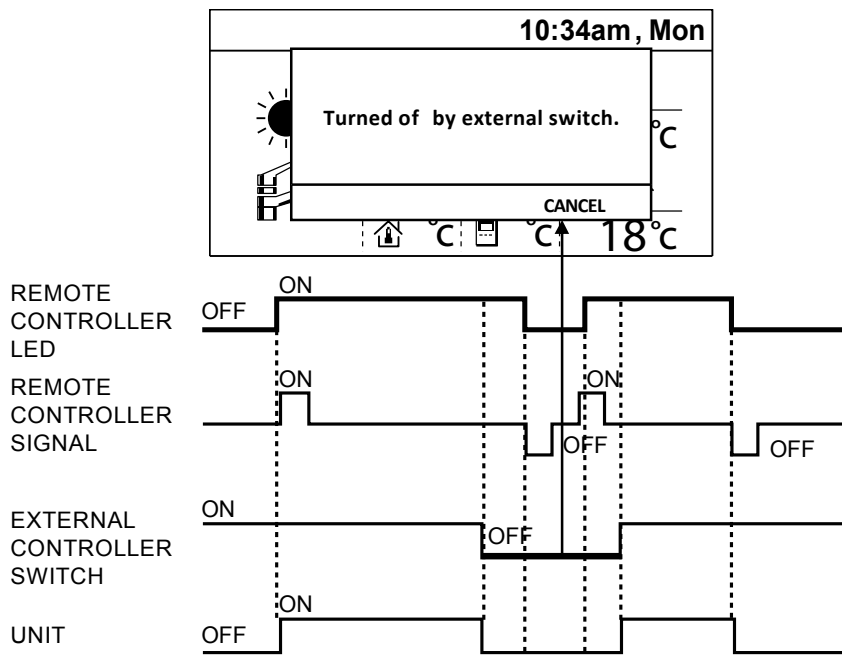 10:34am, Mon
Turned of by external switch.
°C
CANCEL
°C °C 18°C
REMOTE
CONTROLLER
LED
OFF
ON
REMOTE
CONTROLLER
SIGNAL
ON
OFF
ON
OFF
EXTERNAL
CONTROLLER
SWITCH
ON
OFF
UNIT
OFF
ON